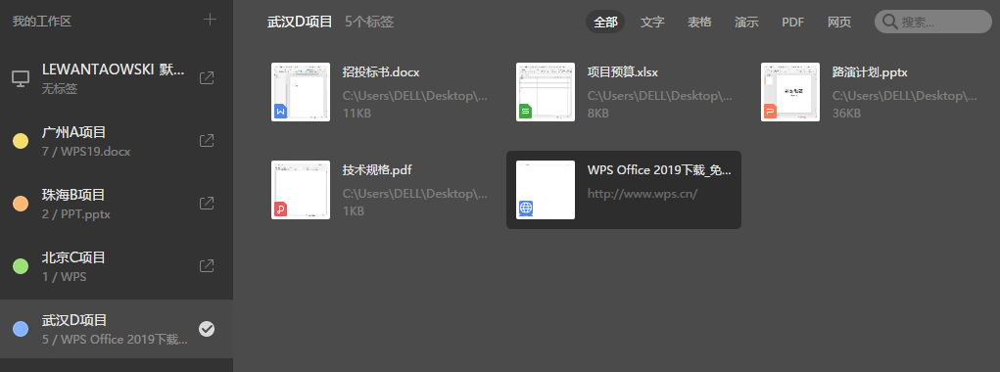 我的工作区
LEWANTAOWSKI 默...
无标签
广州A项目
7 / WPS19.docx
珠海B项目
2 / PPT.pptx
北京C项目
1 / WPS
武汉D项目
5 / WPS Office 2019下载...
武汉D项目 5个标签
全部 文字 表格 演示 PDF 网页 搜索...
招投标书.docx
C:\Users\DELL\Desktop\...
11KB
项目预算.xlsx
C:\Users\DELL\Desktop\...
8KB
路演计划.pptx
C:\Users\DELL\Desktop\...
36KB
技术规格.pdf
C:\Users\DELL\Desktop\...
1KB
WPS Office 2019下载_免...
http://www.wps.cn/